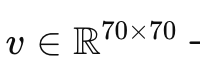 v ∈ ℝ^{70×70} -